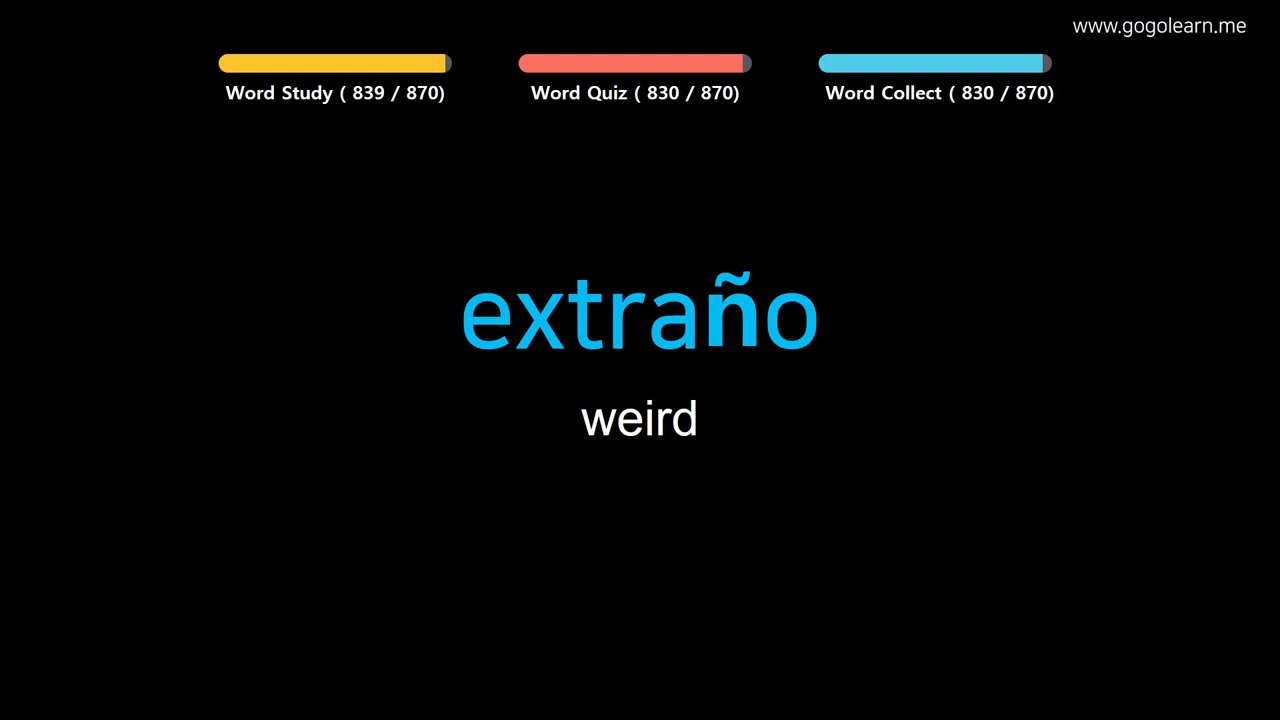 www.gogolearn.me
Word Study ( 839 / 870) Word Quiz ( 830 / 870) Word Collect ( 830 / 870)
extraño
weird